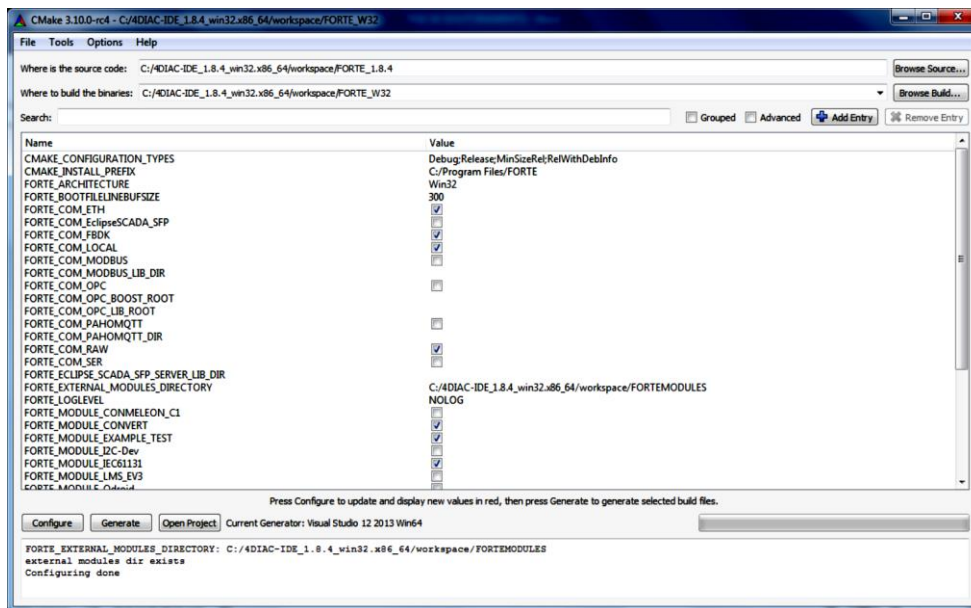 CMake 3.10.0-rc4 - C:/4DIAC-IDE_1.8.4_win32.x86_64/workspace/FORTE_W32
File Tools Options Help
Where is the source code: C:/4DIAC-IDE_1.8.4_win32.x86_64/workspace/FORTE_1.8.4 Browse Source...
Where to build the binaries: C:/4DIAC-IDE_1.8.4_win32.x86_64/workspace/FORTE_W32 Browse Build...
Search: Grouped Advanced Add Entry Remove Entry
Name Value
CMAKE_CONFIGURATION_TYPES Debug;Release;MinSizeRel;RelWithDebInfo
CMAKE_INSTALL_PREFIX C:/Program Files/FORTE
FORTE_ARCHITECTURE Win32
FORTE_BOOTFILELINEBUFSIZE 300
FORTE_COM_ETH
FORTE_COM_EclipseSCADA_SFP
FORTE_COM_FBDK
FORTE_COM_LOCAL
FORTE_COM_MODBUS
FORTE_COM_MODBUS_LIB_DIR
FORTE_COM_OPC
FORTE_COM_OPC_BOOST_ROOT
FORTE_COM_OPC_LIB_ROOT
FORTE_COM_PAHOMQTT
FORTE_COM_PAHOMQTT_DIR
FORTE_COM_RAW
FORTE_COM_SER
FORTE_ECLIPSE_SCADA_SFP_SERVER_LIB_DIR
FORTE_EXTERNAL_MODULES_DIRECTORY C:/4DIAC-IDE_1.8.4_win32.x86_64/workspace/FORTEMODULES
FORTE_LOGLEVEL NOLOG
FORTE_MODULE_CONMELEON_C1
FORTE_MODULE_CONVERT
FORTE_MODULE_EXAMPLE_TEST
FORTE_MODULE_I2C-Dev
FORTE_MODULE_IEC61131
FORTE_MODULE_LMS_EV3
FORTE_MODULE_Odroid
Press Configure to update and display new values in red, then press Generate to generate selected build files.
Configure Generate Open Project Current Generator: Visual Studio 12 2013 Win64
FORTE_EXTERNAL_MODULES_DIRECTORY: C:/4DIAC-IDE_1.8.4_win32.x86_64/workspace/FORTEMODULES
external modules dir exists
Configuring done